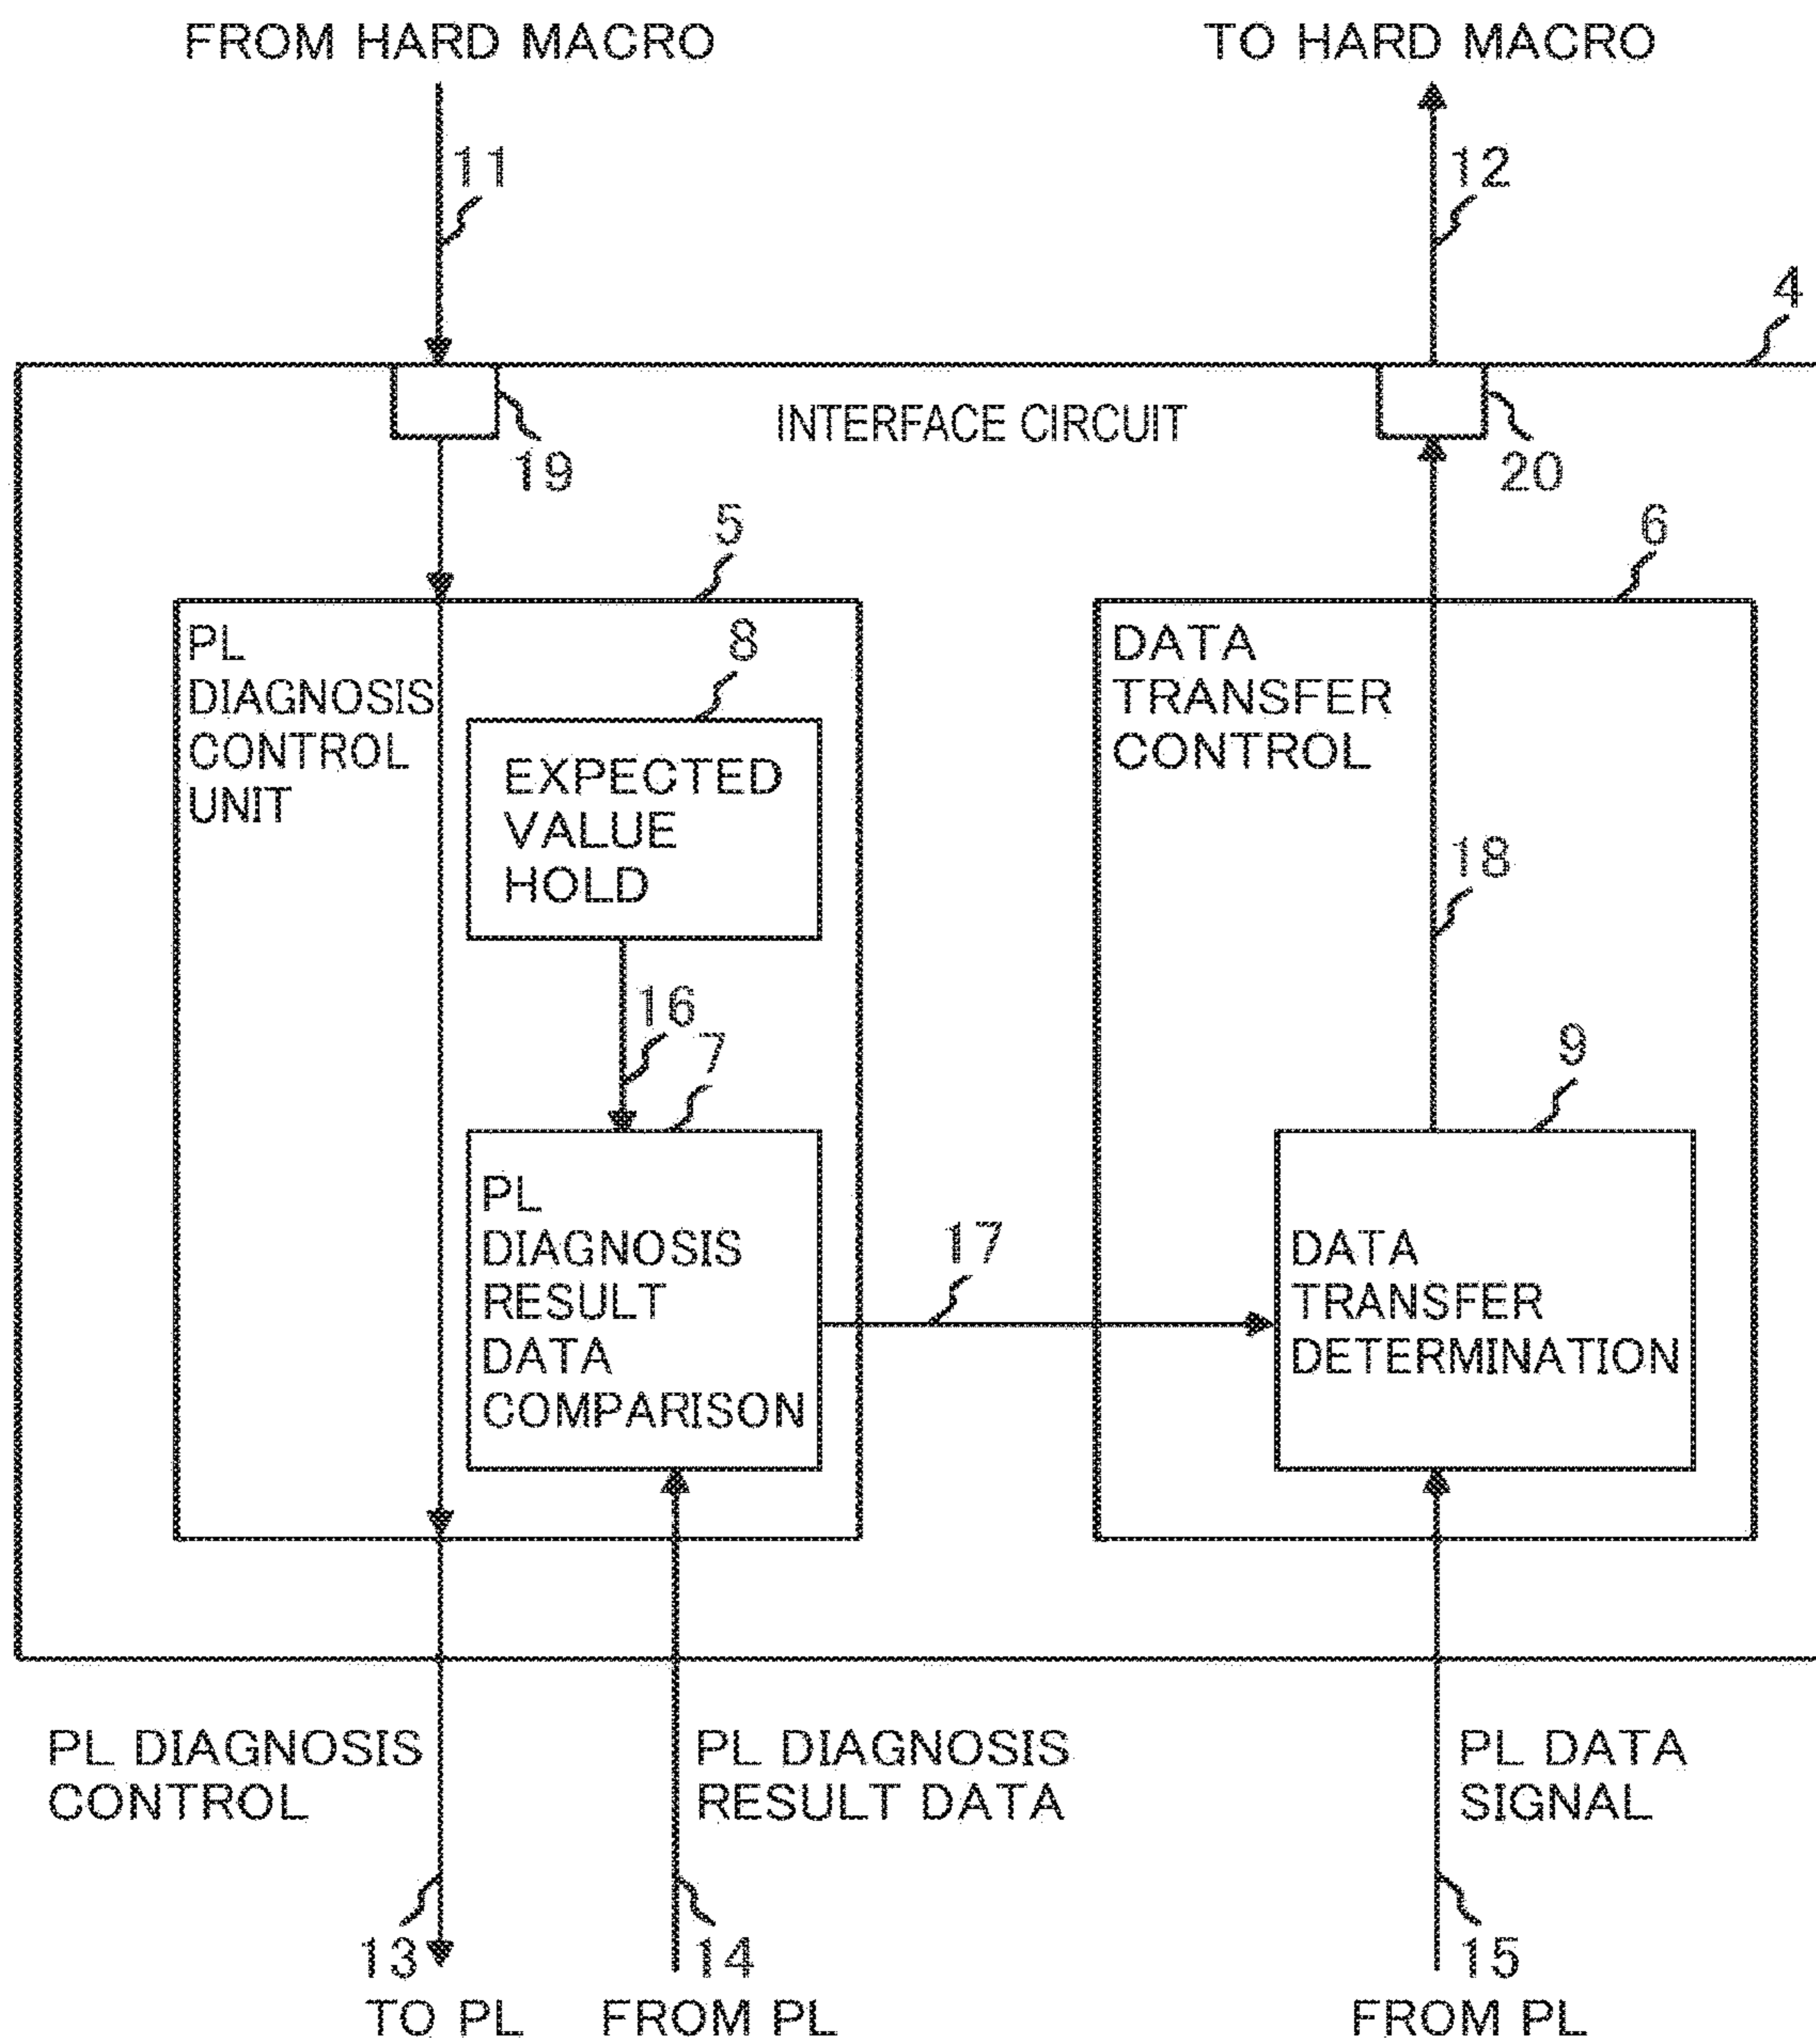 FROM HARD MACRO
TO HARD MACRO
11
12
4
INTERFACE CIRCUIT
19
20
5
6
PL
DIAGNOSIS
CONTROL
UNIT
8
DATA
TRANSFER
CONTROL
EXPECTED
VALUE
HOLD
18
16
7
9
PL
DIAGNOSIS
RESULT
DATA
COMPARISON
17
DATA
TRANSFER
DETERMINATION
PL DIAGNOSIS
CONTROL
PL DIAGNOSIS
RESULT DATA
PL DATA
SIGNAL
13
14
15
TO PL
FROM PL
FROM PL